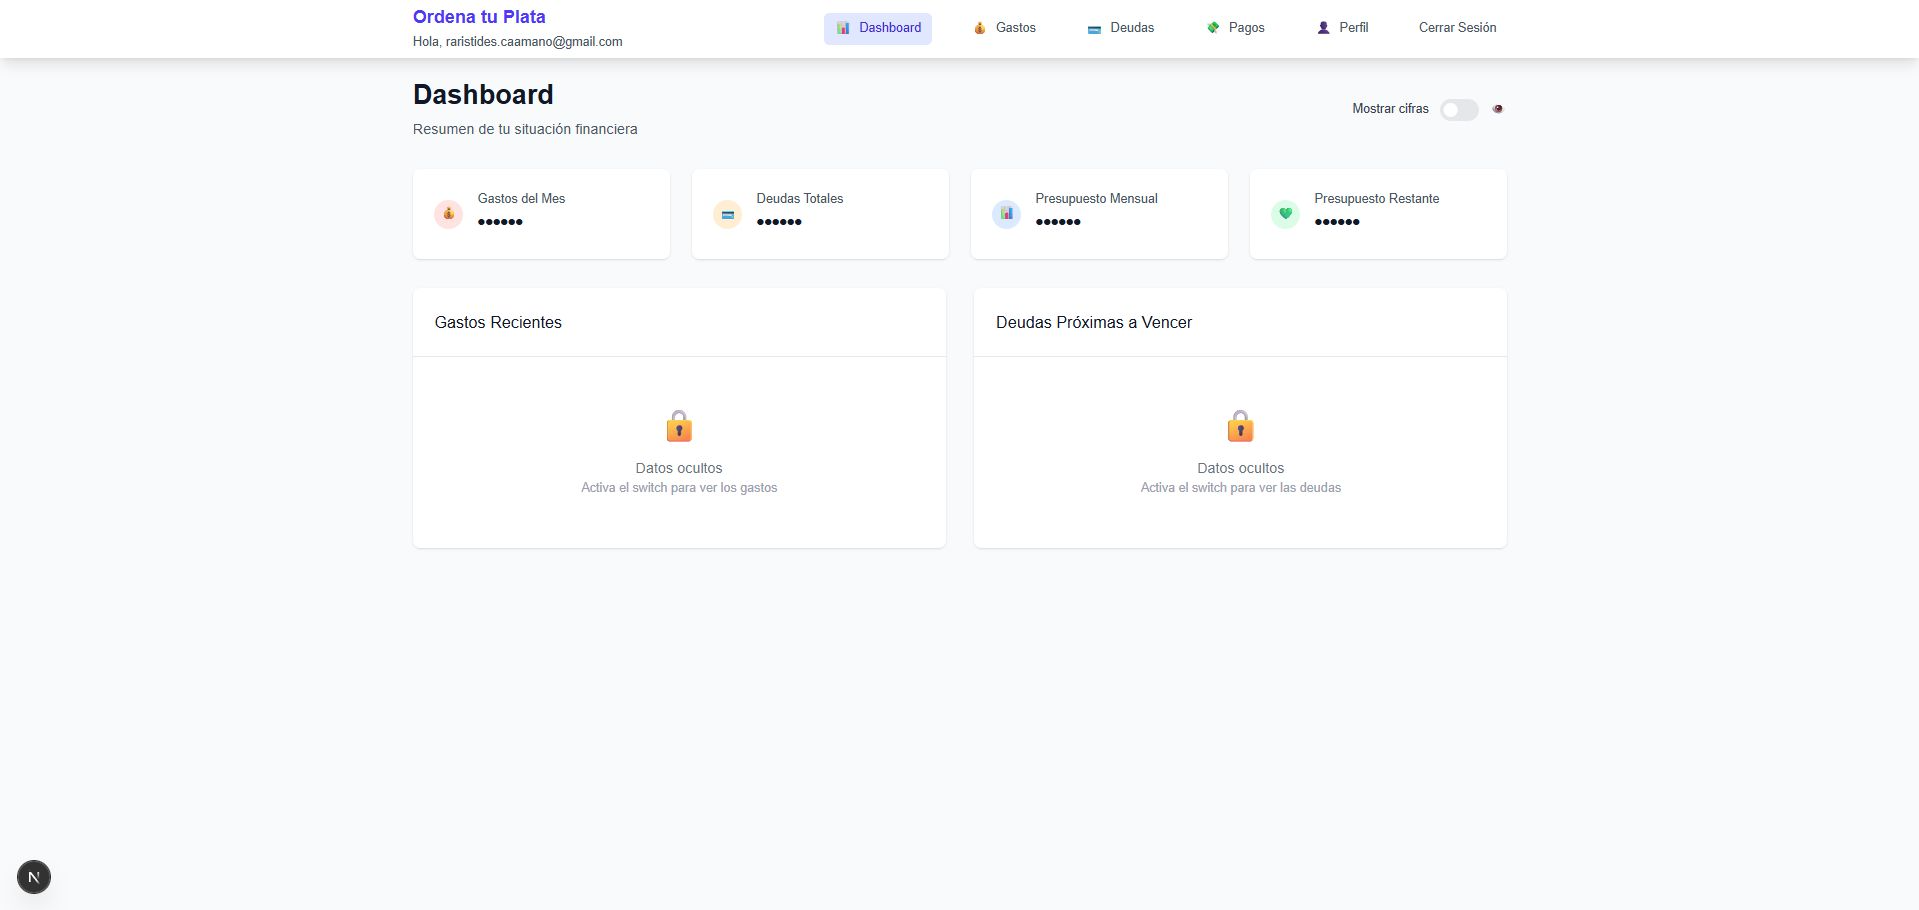 Ordena tu Plata
Hola, raristides.caamano@gmail.com
Dashboard
Gastos
Deudas
Pagos
Perfil
Cerrar Sesión
Dashboard
Resumen de tu situación financiera
Mostrar cifras
Gastos del Mes
••••••
Deudas Totales
••••••
Presupuesto Mensual
••••••
Presupuesto Restante
••••••
Gastos Recientes
Datos ocultos
Activa el switch para ver los gastos
Deudas Próximas a Vencer
Datos ocultos
Activa el switch para ver las deudas
N